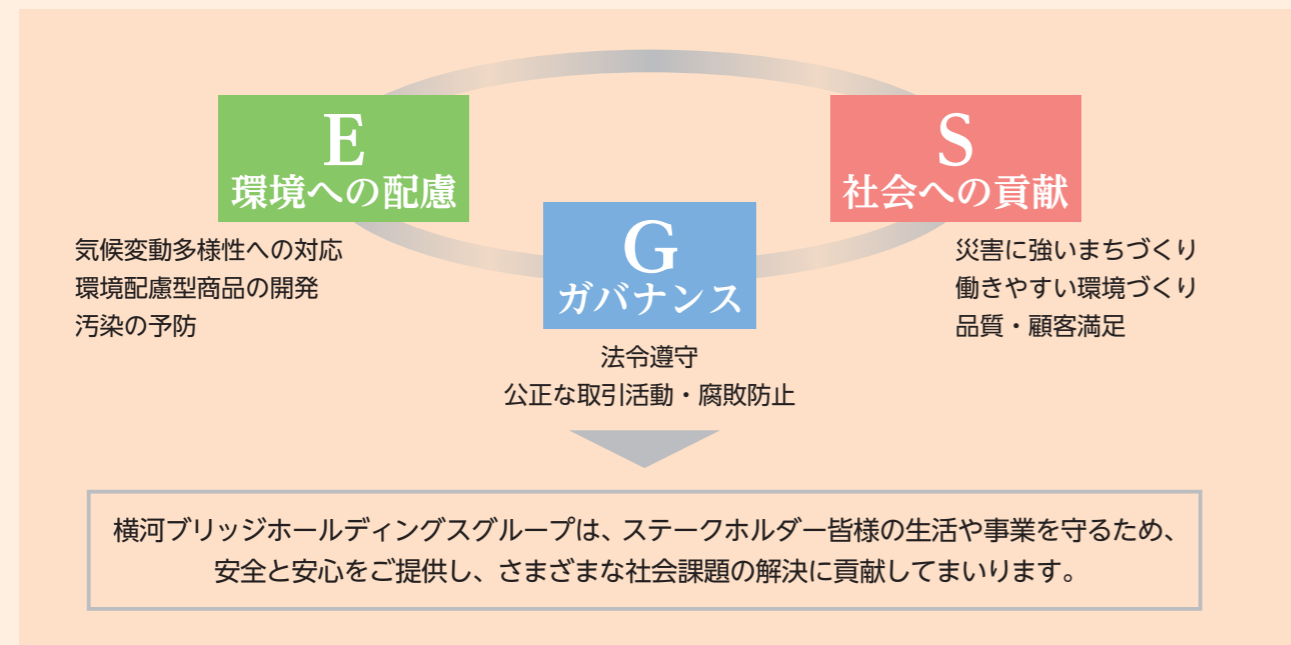 E
環境への配慮
気候変動多様性への対応
環境配慮型商品の開発
汚染の予防
S
社会への貢献
災害に強いまちづくり
働きやすい環境づくり
品質・顧客満足
G
ガバナンス
法令遵守
公正な取引活動・腐敗防止
横河ブリッジホールディングスグループは、ステークホルダー皆様の生活や事業を守るため、
安全と安心をご提供し、さまざまな社会課題の解決に貢献してまいります。